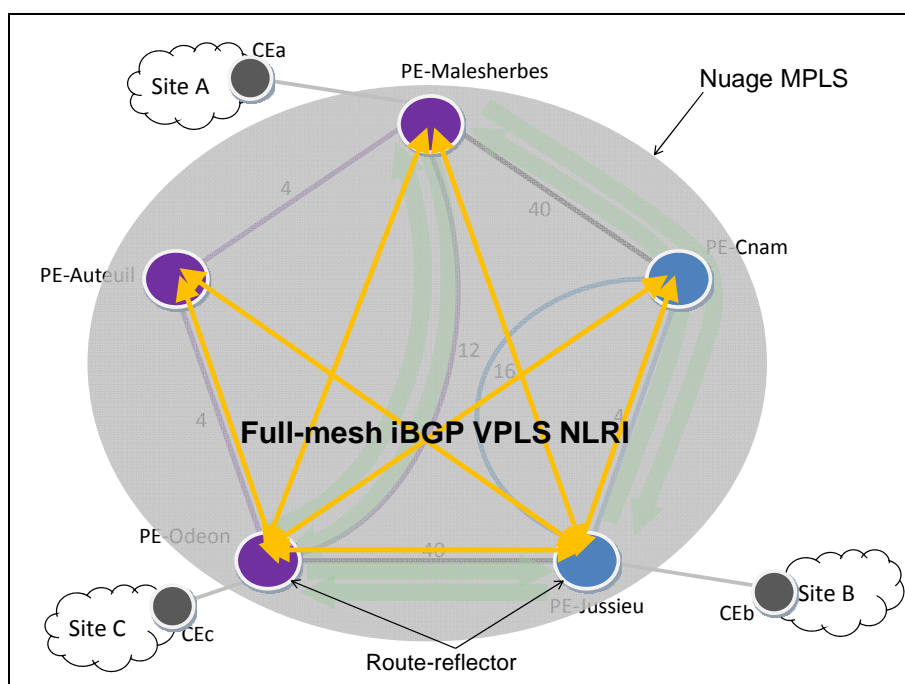 CEa
Site A
PE-Malesherbes
Nuage MPLS
4
40
PE-Auteuil
PE-Cnam
12
16
4
4
Full-mesh iBGP VPLS NLRI
PE-Odeon
40
PE-Jussieu
Site C
CEc
Route-reflector
CEb
Site B